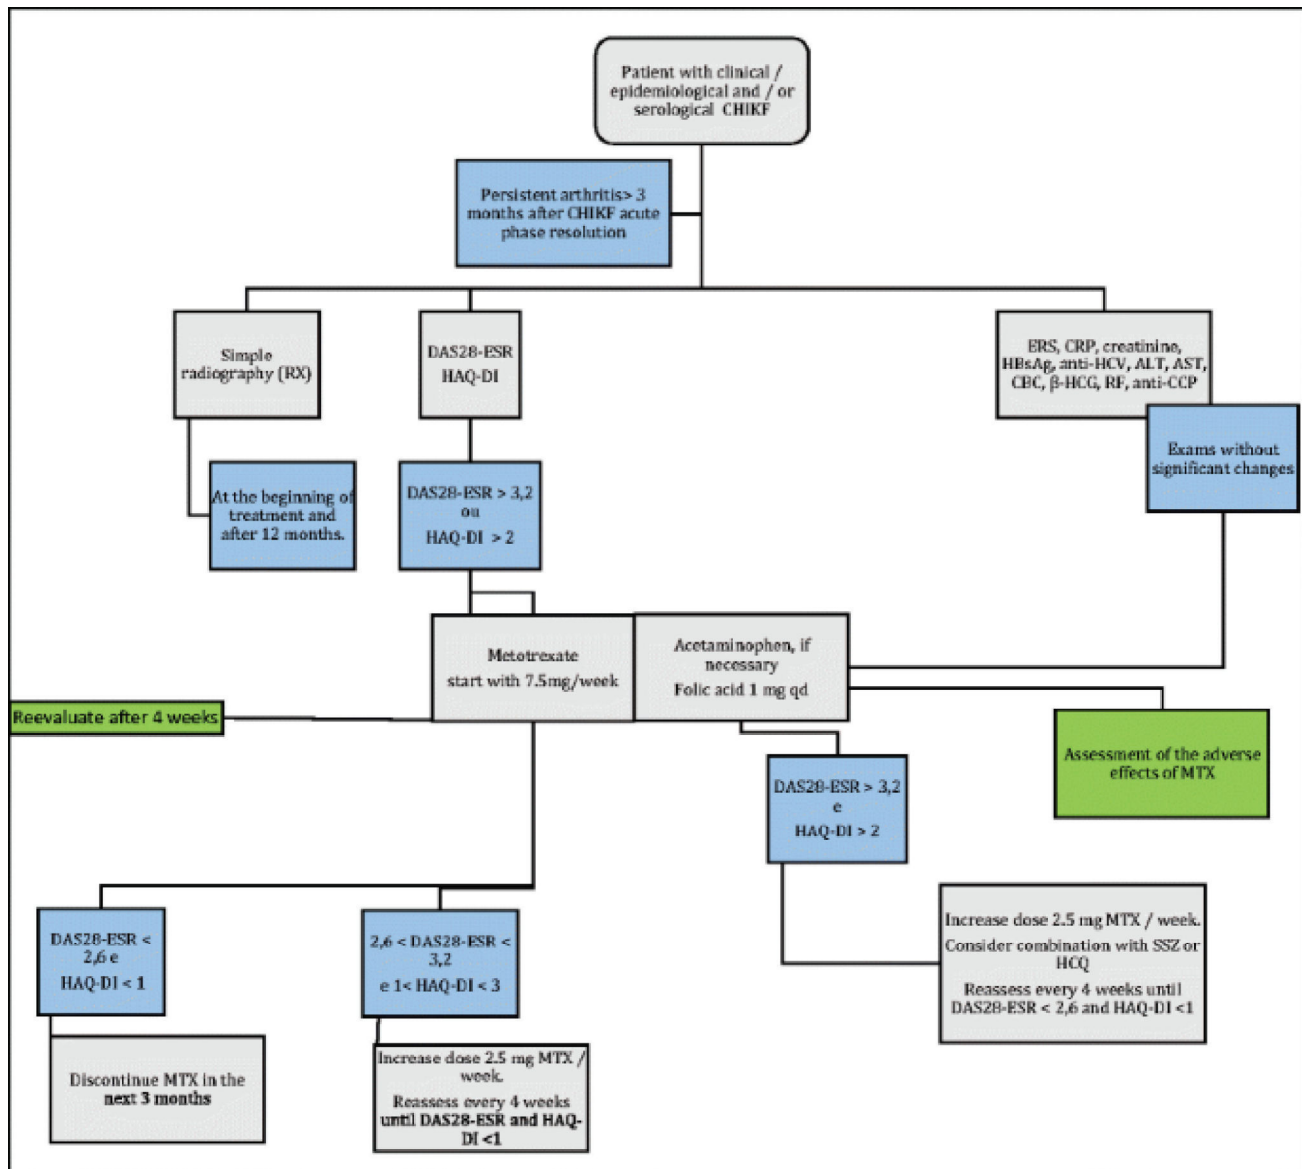 Patient with clinical /
epidemiological and / or
serological CHIKF
Persistent arthritis> 3
months after CHIKF acute
phase resolution
Simple
radiography (RX)
DAS28-ESR
HAQ-DI
ERS, CRP, creatinine,
HBsAg, anti-HCV, ALT, AST,
CBC, β-HCG, RF, anti-CCP
Exams without
significant changes
At the beginning of
treatment and
after 12 months.
DAS28-ESR > 3,2
ou
HAQ-DI > 2
Metotrexate
start with 7.5mg/week
Acetaminophen, if
necessary
Folic acid 1 mg qd
Reevaluate after 4 weeks
Assessment of the adverse
effects of MTX
DAS28-ESR > 3,2
e
HAQ-DI > 2
DAS28-ESR <
2,6 e
HAQ-DI < 1
2,6 < DAS28-ESR <
3,2
e 1< HAQ-DI < 3
Increase dose 2.5 mg MTX / week.
Consider combination with SSZ or
HCQ
Reassess every 4 weeks until
DAS28-ESR < 2,6 and HAQ-DI <1
Discontinue MTX in the
next 3 months
Increase dose 2.5 mg MTX /
week.
Reassess every 4 weeks
until DAS28-ESR and HAQ-
DI <1